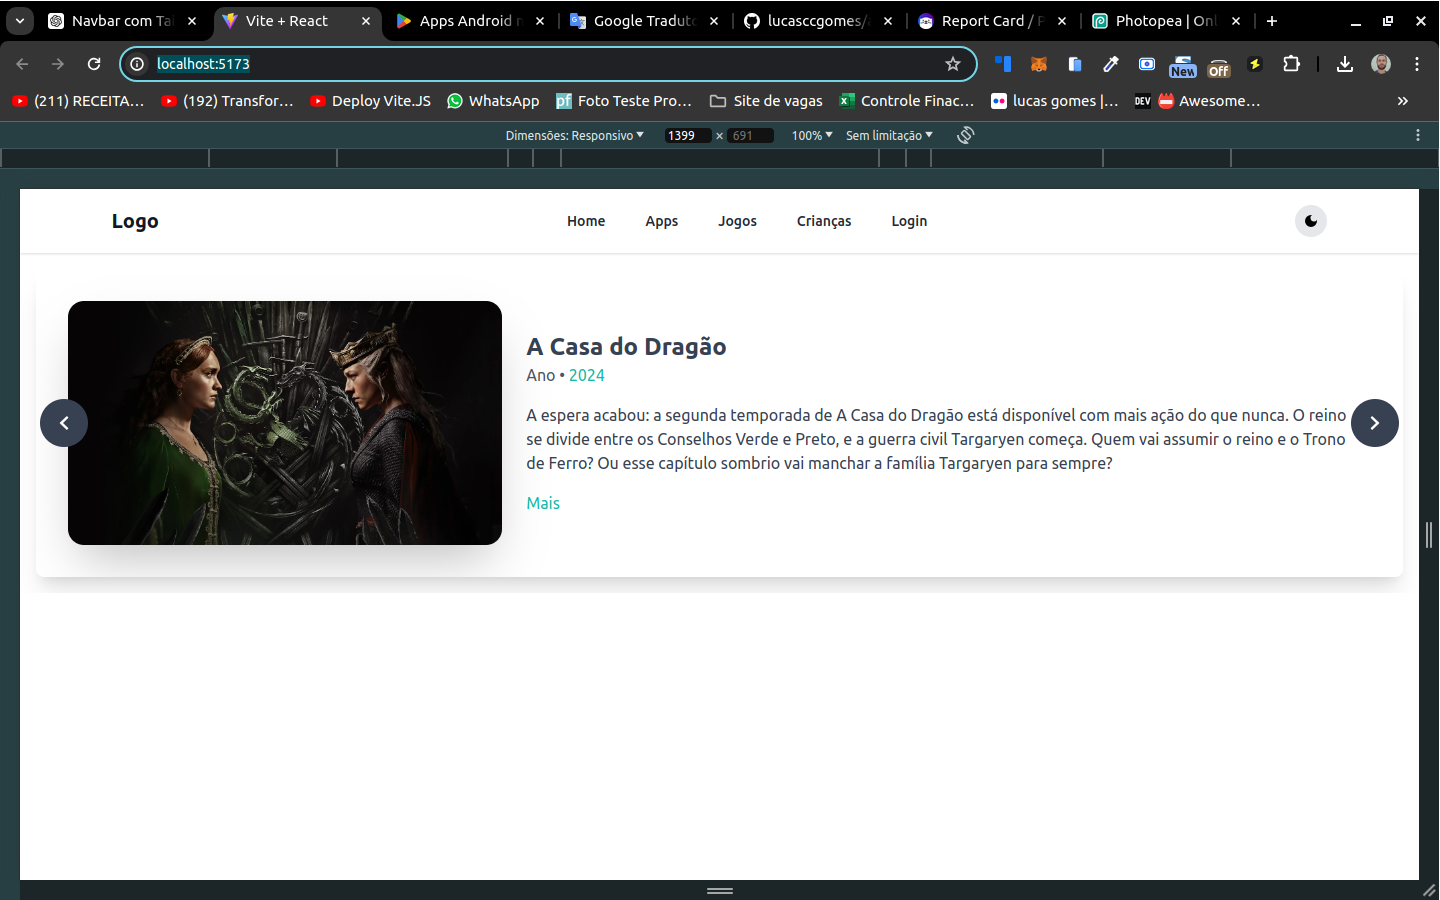 Navbar com Tai
Vite + React
Apps Android n
Google Traduto
lucasccgomes/
Report Card / P
Photopea | Onl
localhost:5173
New
Off
(211) RECEITA...
(192) Transfor...
Deploy Vite.JS
WhatsApp
pf Foto Teste Pro...
Site de vagas
Controle Finac...
lucas gomes |...
DEV
Awesome...
Dimensões: Responsivo
1399 × 691
100%
Sem limitação
Logo
Home
Apps
Jogos
Crianças
Login
A Casa do Dragão
Ano • 2024
A espera acabou: a segunda temporada de A Casa do Dragão está disponível com mais ação do que nunca. O reino
se divide entre os Conselhos Verde e Preto, e a guerra civil Targaryen começa. Quem vai assumir o reino e o Trono
de Ferro? Ou esse capítulo sombrio vai manchar a família Targaryen para sempre?
Mais